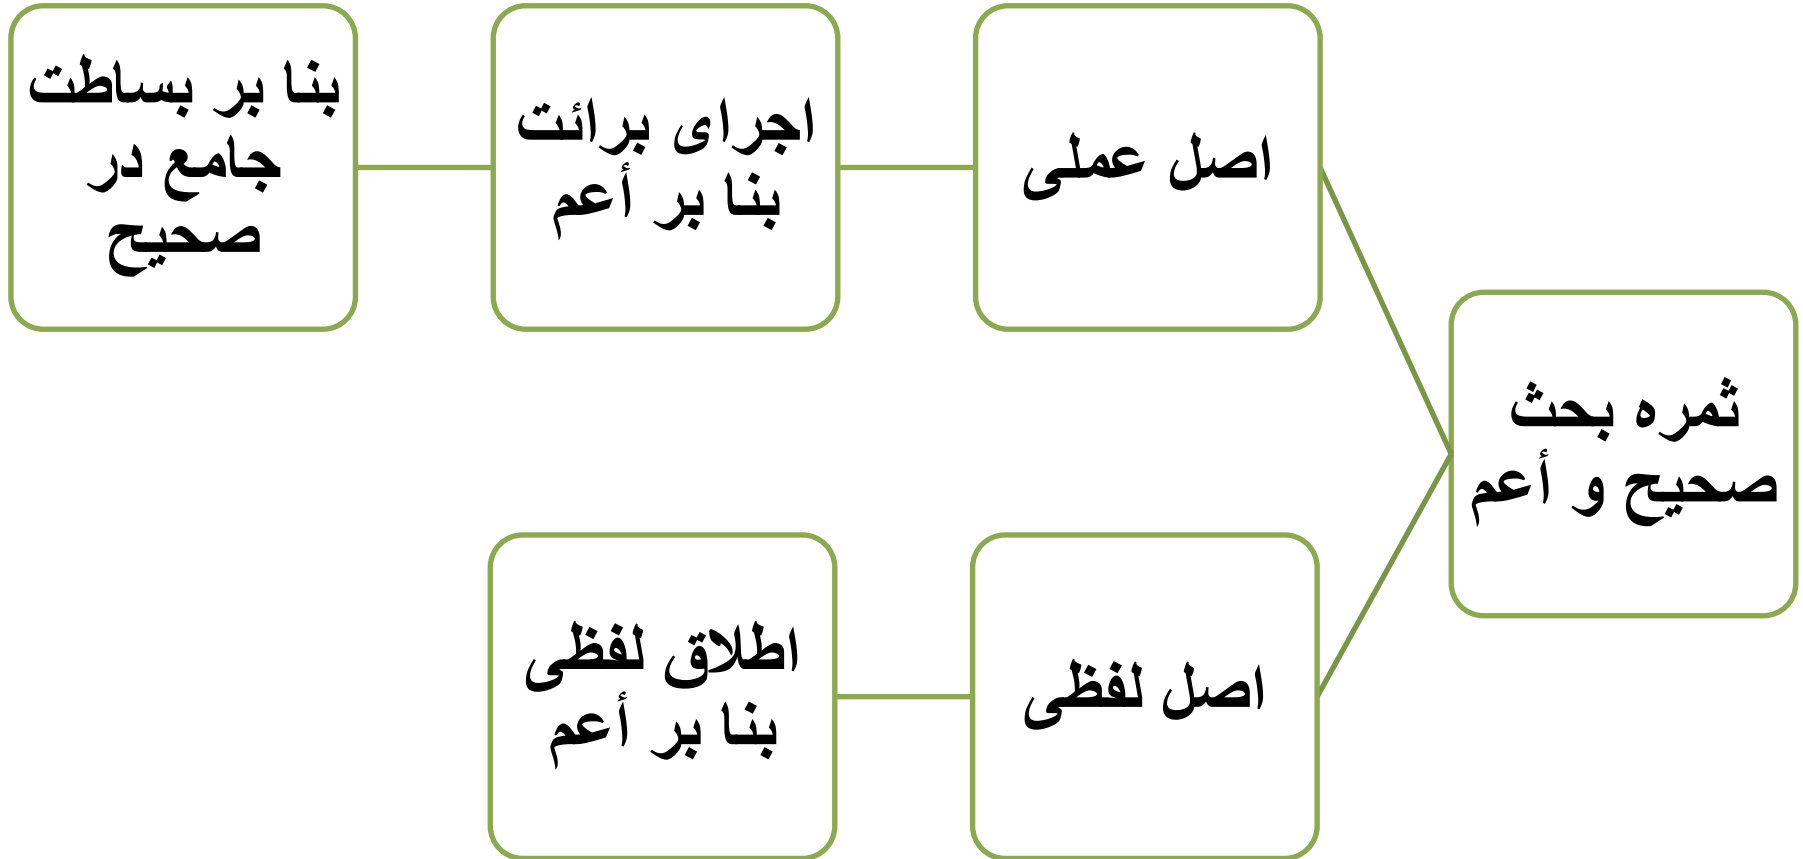 ثمره بحث
صحیح و أعم
اصل عملی
اجرای برائت
بنا بر أعم
بنا بر بساطت
جامع در
صحیح
اصل لفظی
اطلاق لفظی
بنا بر أعم